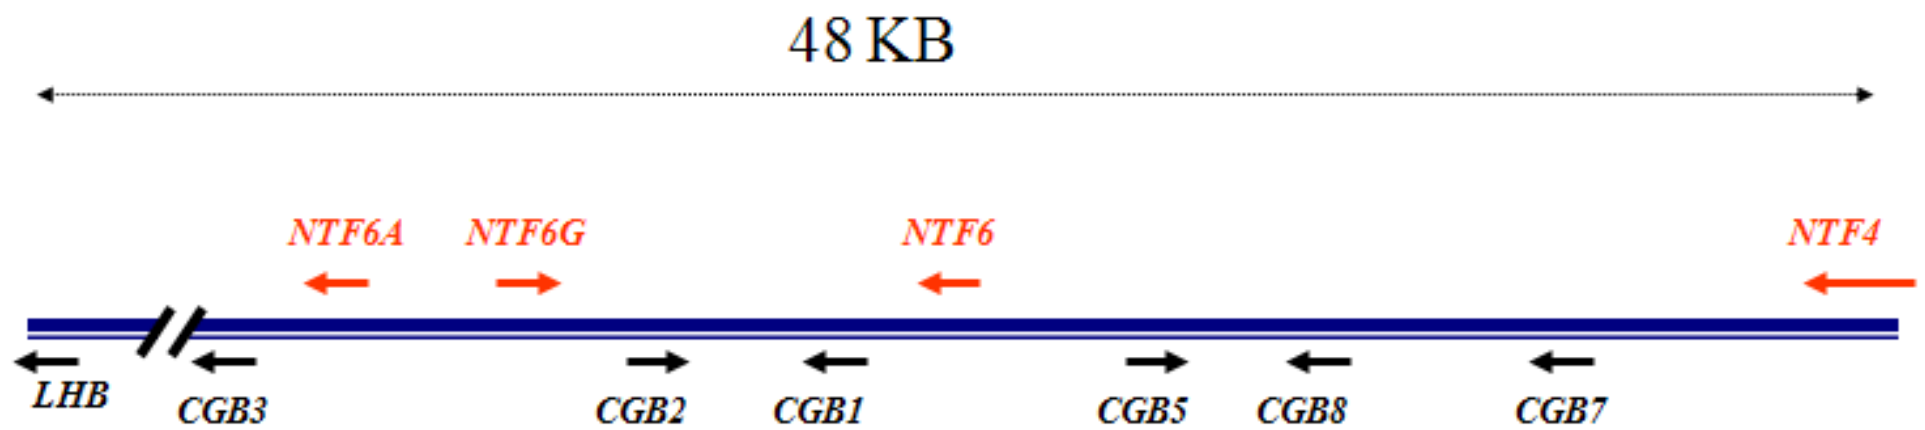 48 KB
NTF6A NTF6G NTF6 NTF4
LHB CGB3 CGB2 CGB1 CGB5 CGB8 CGB7